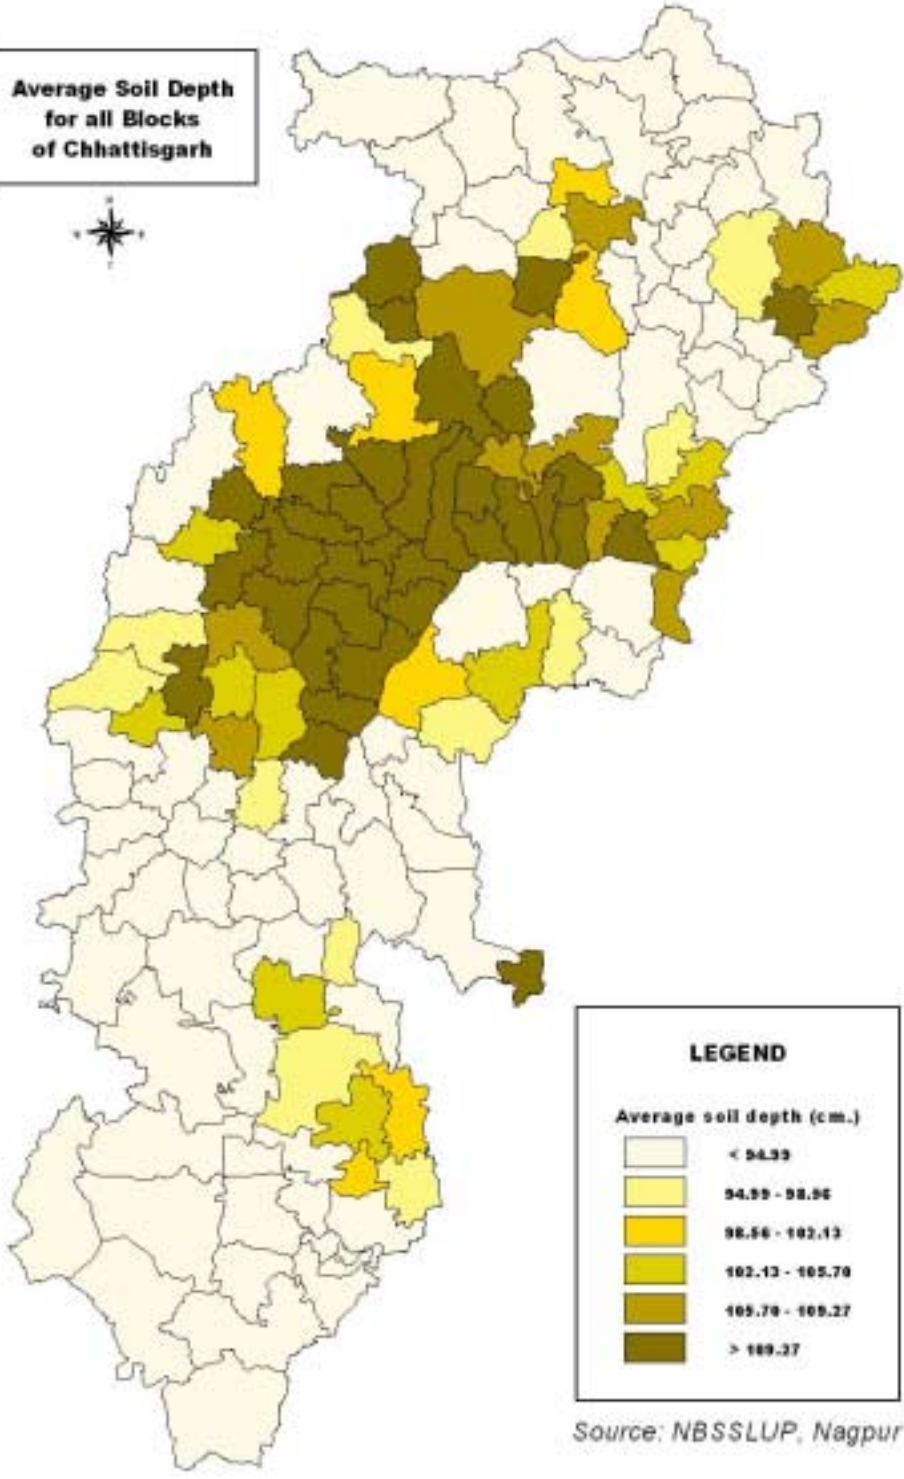 Average Soil Depth
for all Blocks
of Chhattisgarh
LEGEND
Average soil depth (cm.)
< 94.99
94.99 - 98.96
98.56 - 102.13
102.13 - 105.70
105.70 - 109.27
> 109.27
Source: NBSSLUP, Nagpur